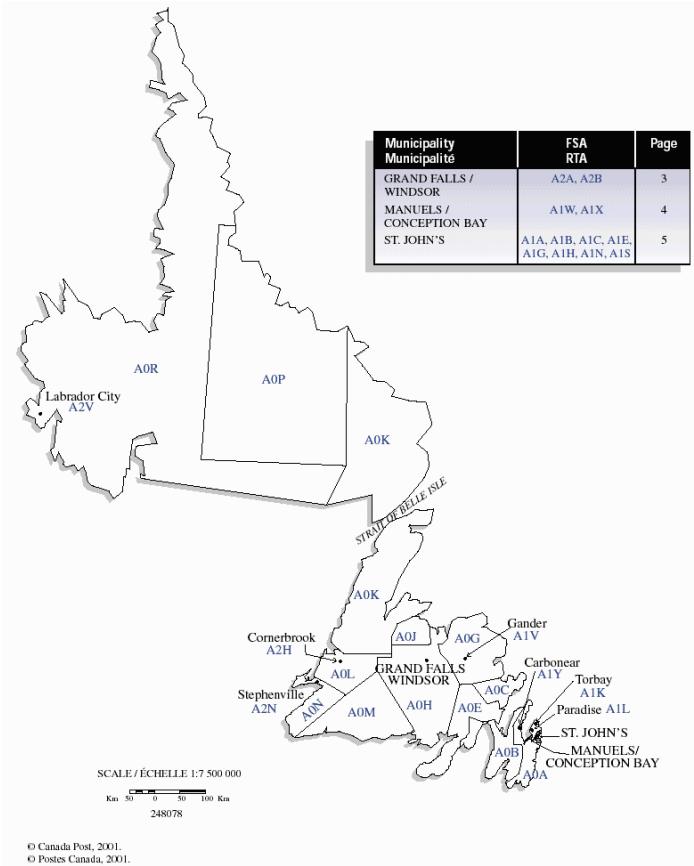 Municipality FSA Page
Municipalité RTA
GRAND FALLS / A2A, A2B 3
WINDSOR
MANUELS / A1W, A1X 4
CONCEPTION BAY
ST. JOHN'S A1A, A1B, A1C, A1E, 5
A1G, A1H, A1N, A1S
A0R
A0P
Labrador City
A2V
A0K
STRAIT OF BELLE ISLE
A0K
Gander
A1V
A0J
A0G
Cornerbrook
A2H
Carbonear
A1Y
GRAND FALLS
WINDSOR
A0L
Torbay
A1K
Stephenville
A2N
A0C
A0N
A0M
A0H
A0E
Paradise A1L
ST. JOHN'S
A0B
MANUELS/
CONCEPTION BAY
A0A
SCALE / ÉCHELLE 1:7 500 000
Km 50 0 50 100 Km
248078
© Canada Post, 2001.
© Postes Canada, 2001.